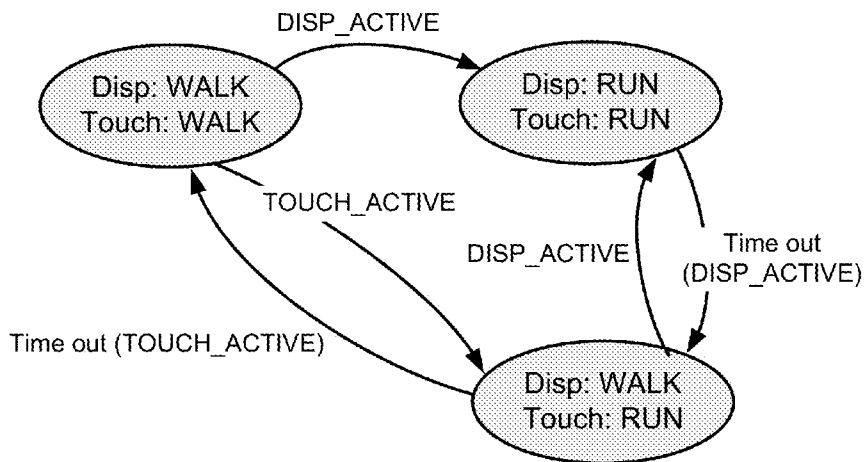 DISP_ACTIVE
Disp: WALK
Touch: WALK
Disp: RUN
Touch: RUN
TOUCH_ACTIVE
DISP_ACTIVE
Time out
(DISP_ACTIVE)
Time out (TOUCH_ACTIVE)
Disp: WALK
Touch: RUN